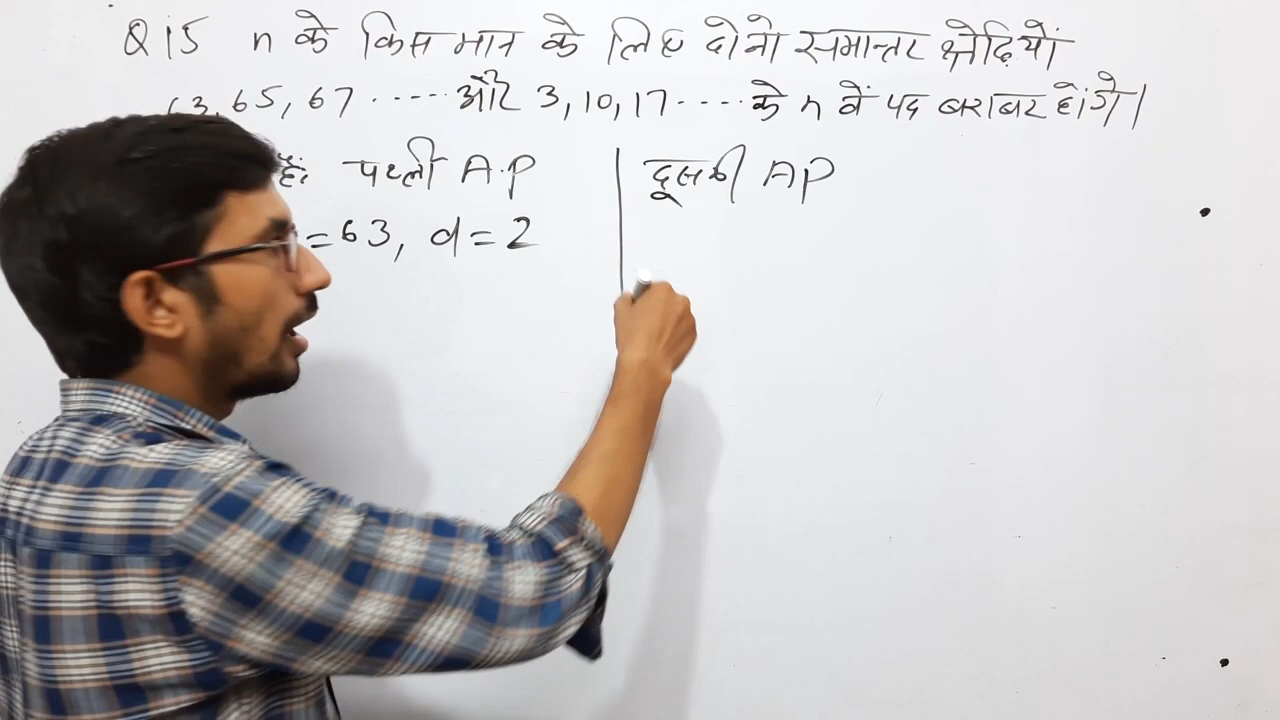 Q 15 n के किस मान के लिए दोनो समान्तर श्रेढ़ियों
63, 65, 67 ..... और 3, 10, 17 .... के n वें पद बराबर होंगे।
है: पहली A.P
दूसरी AP
=63, d=2